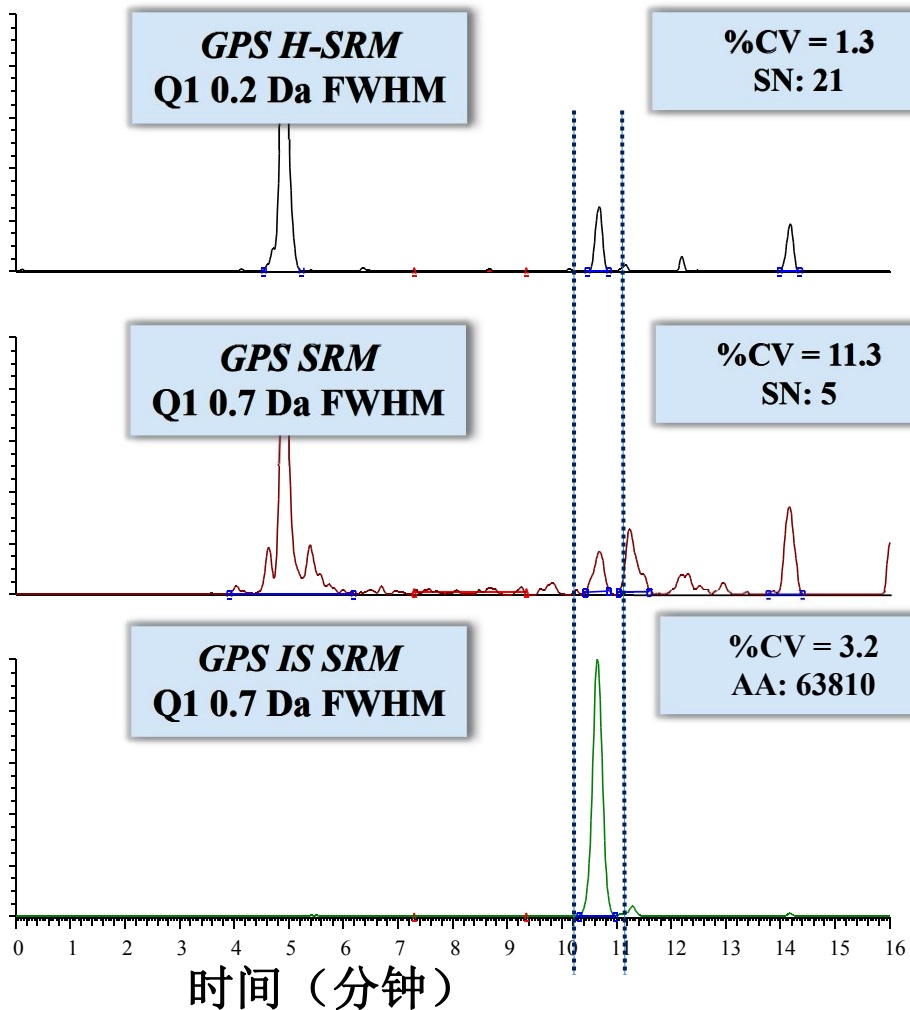 GPS H-SRM
Q1 0.2 Da FWHM
%CV = 1.3
SN: 21
GPS SRM
Q1 0.7 Da FWHM
%CV = 11.3
SN: 5
GPS IS SRM
Q1 0.7 Da FWHM
%CV = 3.2
AA: 63810
0 1 2 3 4 5 6 7 8 9 10 11 12 13 14 15 16
时间（分钟）